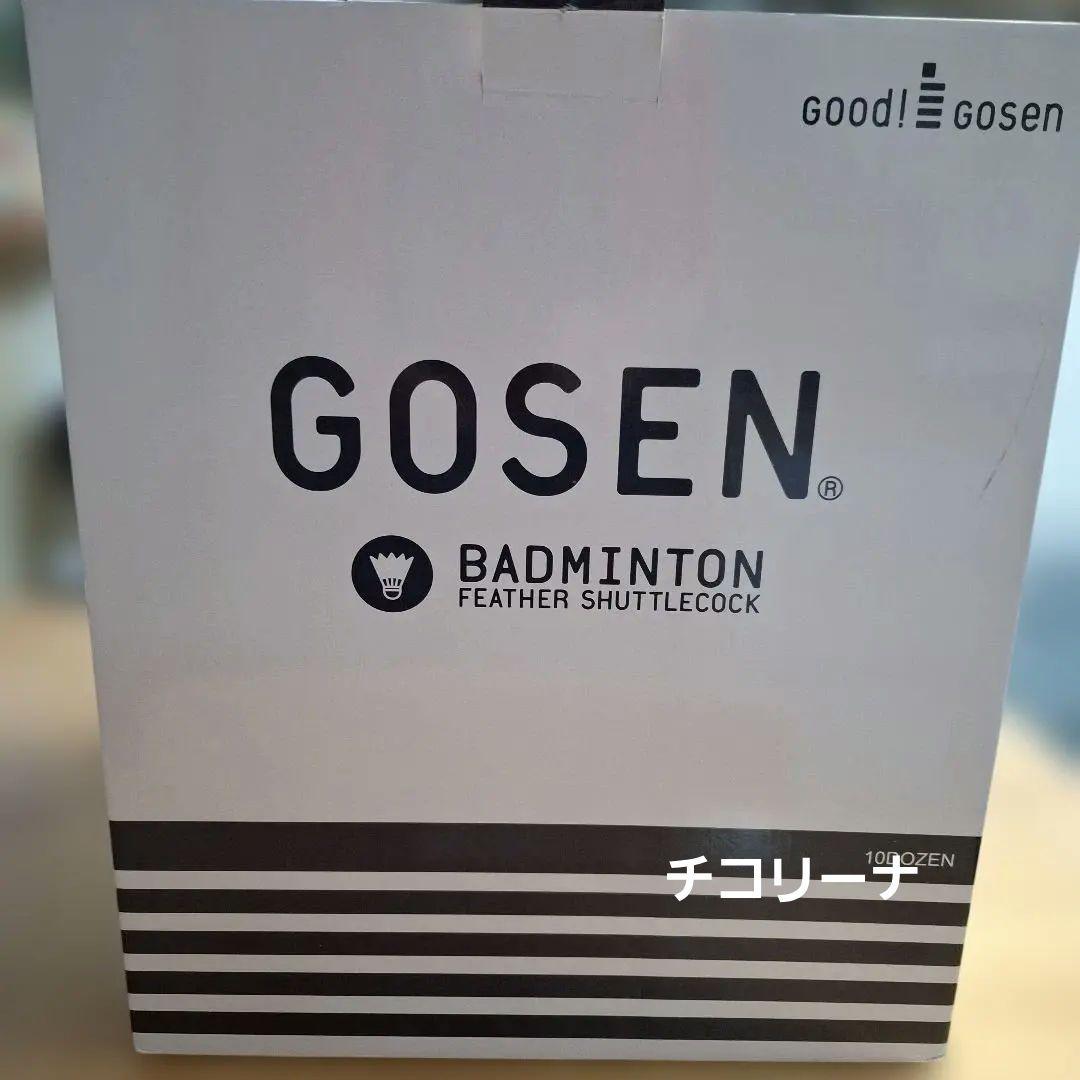 GOOD! GOSEN
GOSEN®
BADMINTON
FEATHER SHUTTLECOCK
10DOZEN
チコリーナ